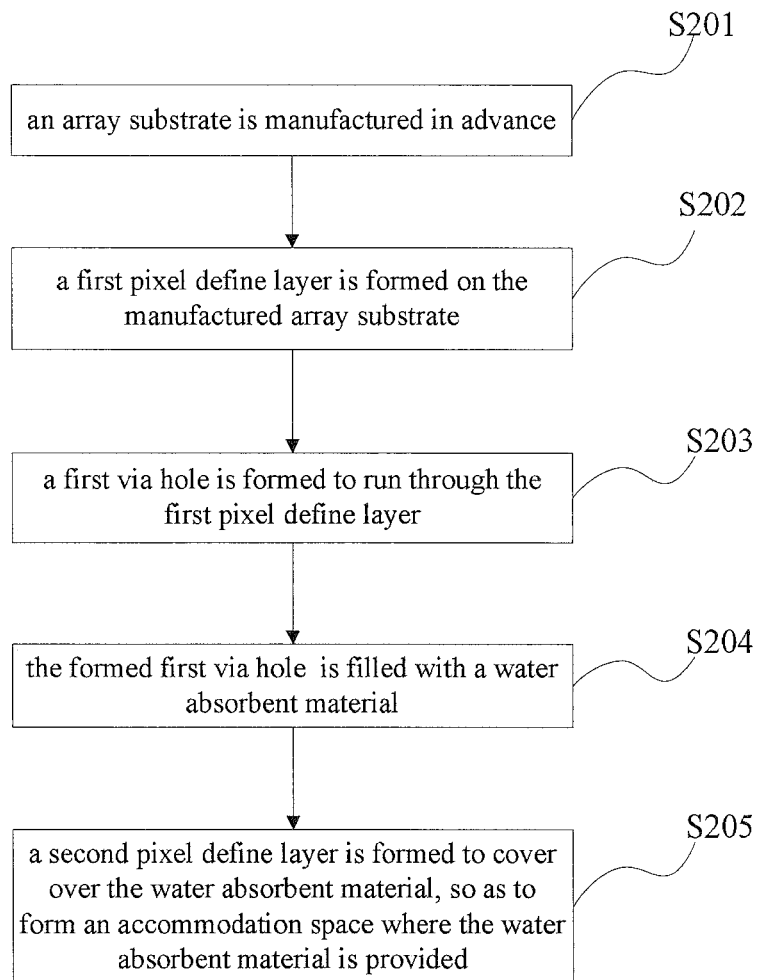 S201
an array substrate is manufactured in advance
S202
a first pixel define layer is formed on the
manufactured array substrate
S203
a first via hole is formed to run through the
first pixel define layer
S204
the formed first via hole is filled with a water
absorbent material
S205
a second pixel define layer is formed to cover
over the water absorbent material, so as to
form an accommodation space where the water
absorbent material is provided